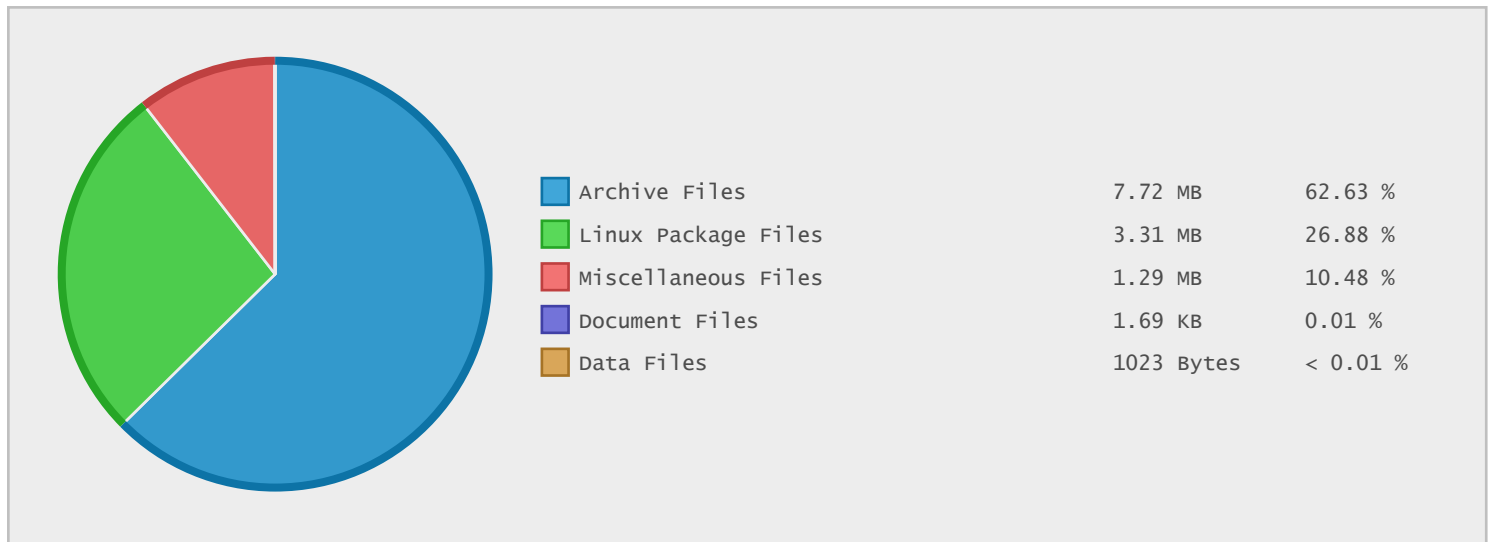 Archive Files 7.72 MB 62.63 %
Linux Package Files 3.31 MB 26.88 %
Miscellaneous Files 1.29 MB 10.48 %
Document Files 1.69 KB 0.01 %
Data Files 1023 Bytes < 0.01 %